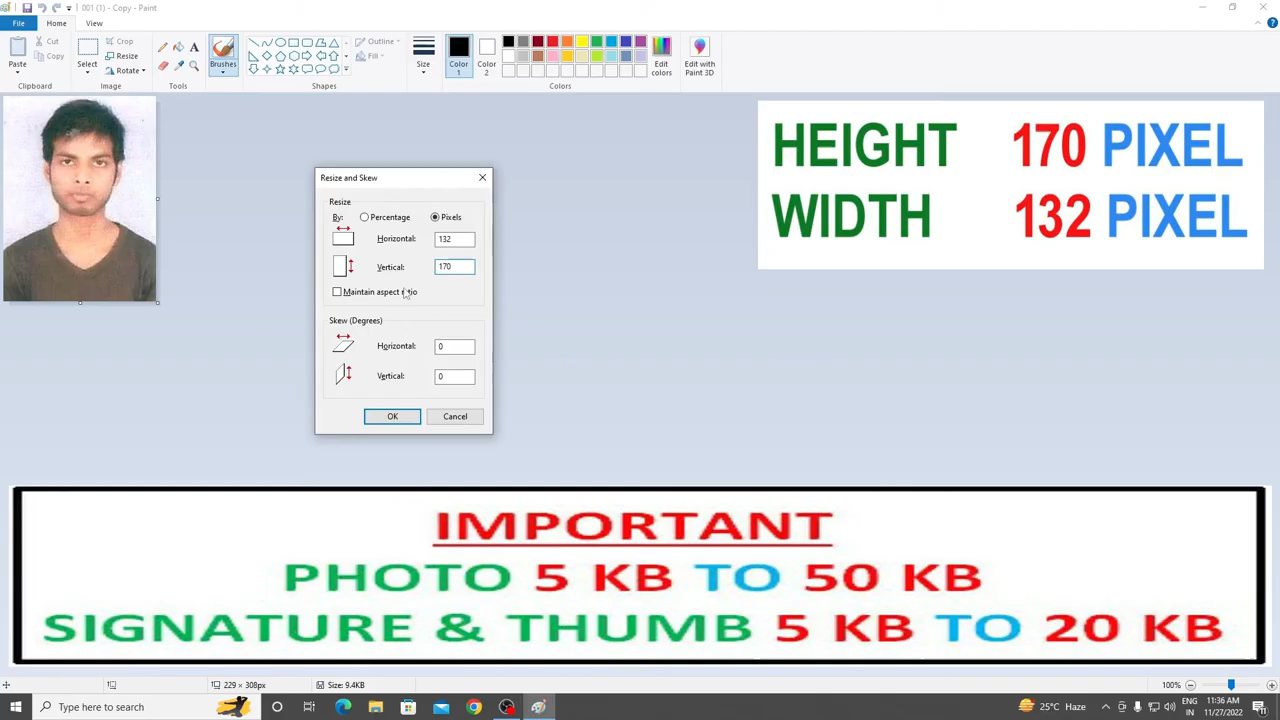 001 (1) - Copy - Paint
File Home View
Paste
Cut
Copy
Clipboard
Select
Crop
Resize
Rotate
Image
A
Tools
Brushes
Shapes
Outline
Fill
Size
Color
1
Color
2
Edit
colors
Colors
Edit with
Paint 3D
HEIGHT 170 PIXEL
WIDTH 132 PIXEL
Resize and Skew
Resize
By: Percentage Pixels
Horizontal: 132
Vertical: 170
Maintain aspect ratio
Skew (Degrees)
Horizontal: 0
Vertical: 0
OK Cancel
IMPORTANT
PHOTO 5 KB TO 50 KB
SIGNATURE & THUMB 5 KB TO 20 KB
229 × 308px Size: 9.4KB 100%
Type here to search
25°C Haze
ENG
IN
11:36 AM
11/27/2022